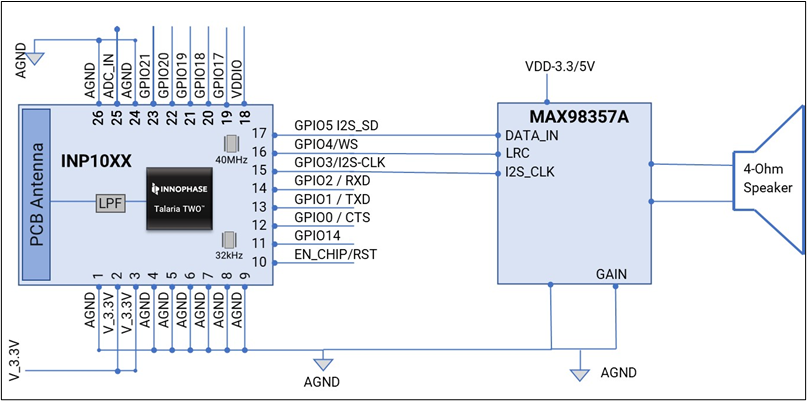 AGND
AGND
ADC_IN
AGND
GPIO21
GPIO20
GPIO19
GPIO18
GPIO17
VDDIO
26
25
24
23
22
21
20
19
18
PCB Antenna
INP10XX
LPF
INNOPHASE
Talaria TWO™
40MHz
32kHz
17
16
15
14
13
12
11
10
GPIO5 I2S_SD
GPIO4/WS
GPIO3/I2S-CLK
GPIO2 / RXD
GPIO1 / TXD
GPIO0 / CTS
GPIO14
EN_CHIP/RST
1
2
3
4
5
6
7
8
9
AGND
V_3.3V
V_3.3V
AGND
AGND
AGND
AGND
AGND
AGND
V_3.3V
AGND
VDD-3.3/5V
MAX98357A
DATA_IN
LRC
I2S_CLK
GAIN
4-Ohm
Speaker
AGND